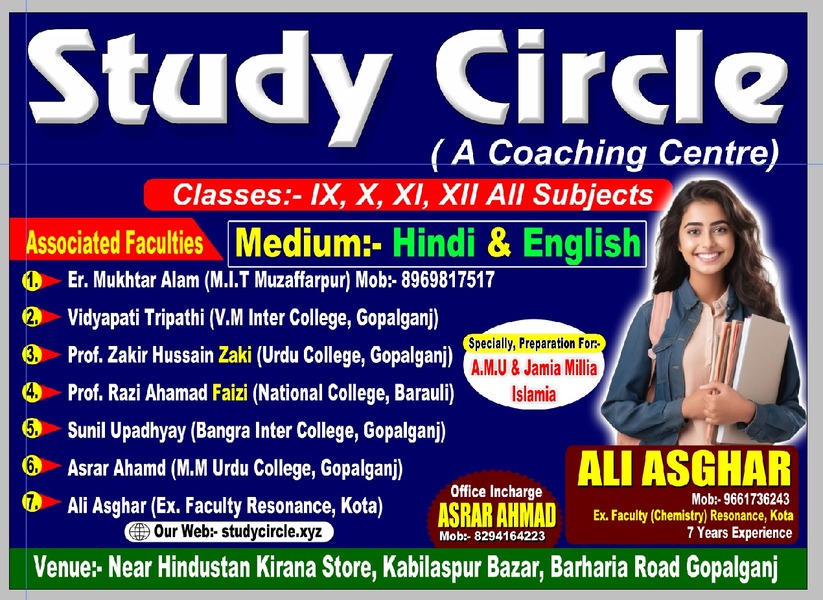 Study Circle
( A Coaching Centre)
Classes:- IX, X, XI, XII All Subjects
Associated Faculties
Medium:- Hindi & English
1. Er. Mukhtar Alam (M.I.T Muzaffarpur) Mob:- 8969817517
2. Vidyapati Tripathi (V.M Inter College, Gopalganj)
3. Prof. Zakir Hussain Zaki (Urdu College, Gopalganj)
4. Prof. Razi Ahamad Faizi (National College, Barauli)
5. Sunil Upadhyay (Bangra Inter College, Gopalganj)
6. Asrar Ahamd (M.M Urdu College, Gopalganj)
7. Ali Asghar (Ex. Faculty Resonance, Kota)
Our Web:- studycircle.xyz
Specially, Preparation For:-
A.M.U & Jamia Millia
Islamia
Office Incharge
ASRAR AHMAD
Mob:- 8294164223
ALI ASGHAR
Mob:- 9661736243
Ex. Faculty (Chemistry) Resonance, Kota
7 Years Experience
Venue:- Near Hindustan Kirana Store, Kabilaspur Bazar, Barharia Road Gopalganj